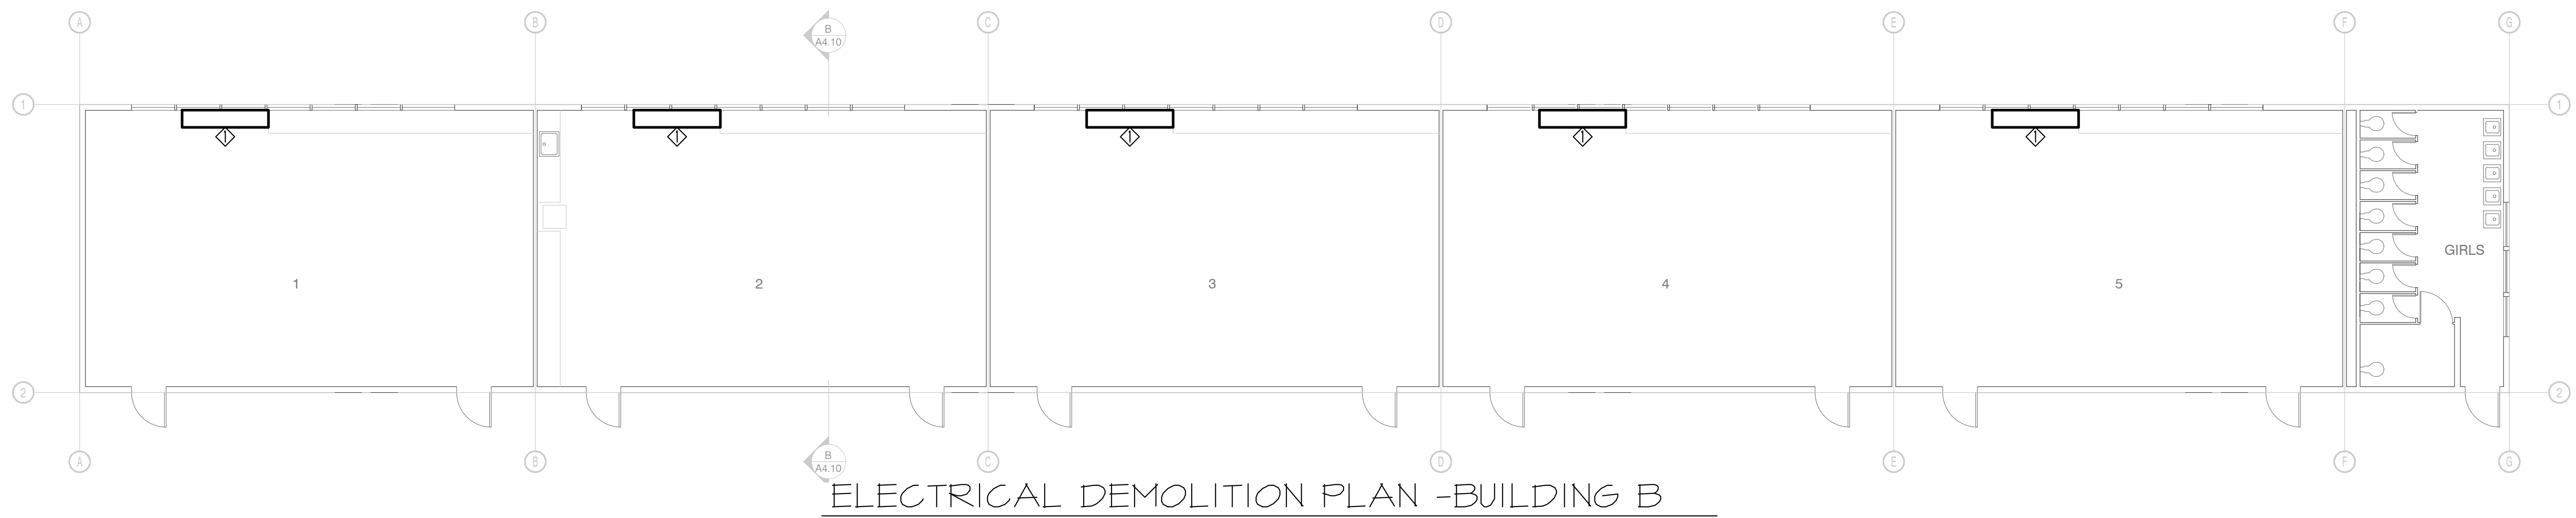 A B C D E F G
B
A4.10
1 1
1 1 1 1 1
GIRLS
1 2 3 4 5
2 2
A B C D E F G
B
A4.10
ELECTRICAL DEMOLITION PLAN -BUILDING B